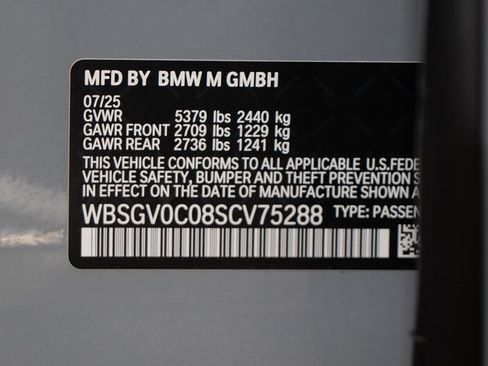 MFD BY BMW M GMBH
07/25
GVWR 5379 lbs 2440 kg
GAWR FRONT 2709 lbs 1229 kg
GAWR REAR 2736 lbs 1241 kg
THIS VEHICLE CONFORMS TO ALL APPLICABLE U.S.FEDE
VEHICLE SAFETY, BUMPER AND THEFT PREVENTION S
EFFECT ON THE DATE OF MANUFACTURE SHOWN A
WBSGV0C08SCV75288 TYPE: PASSEN